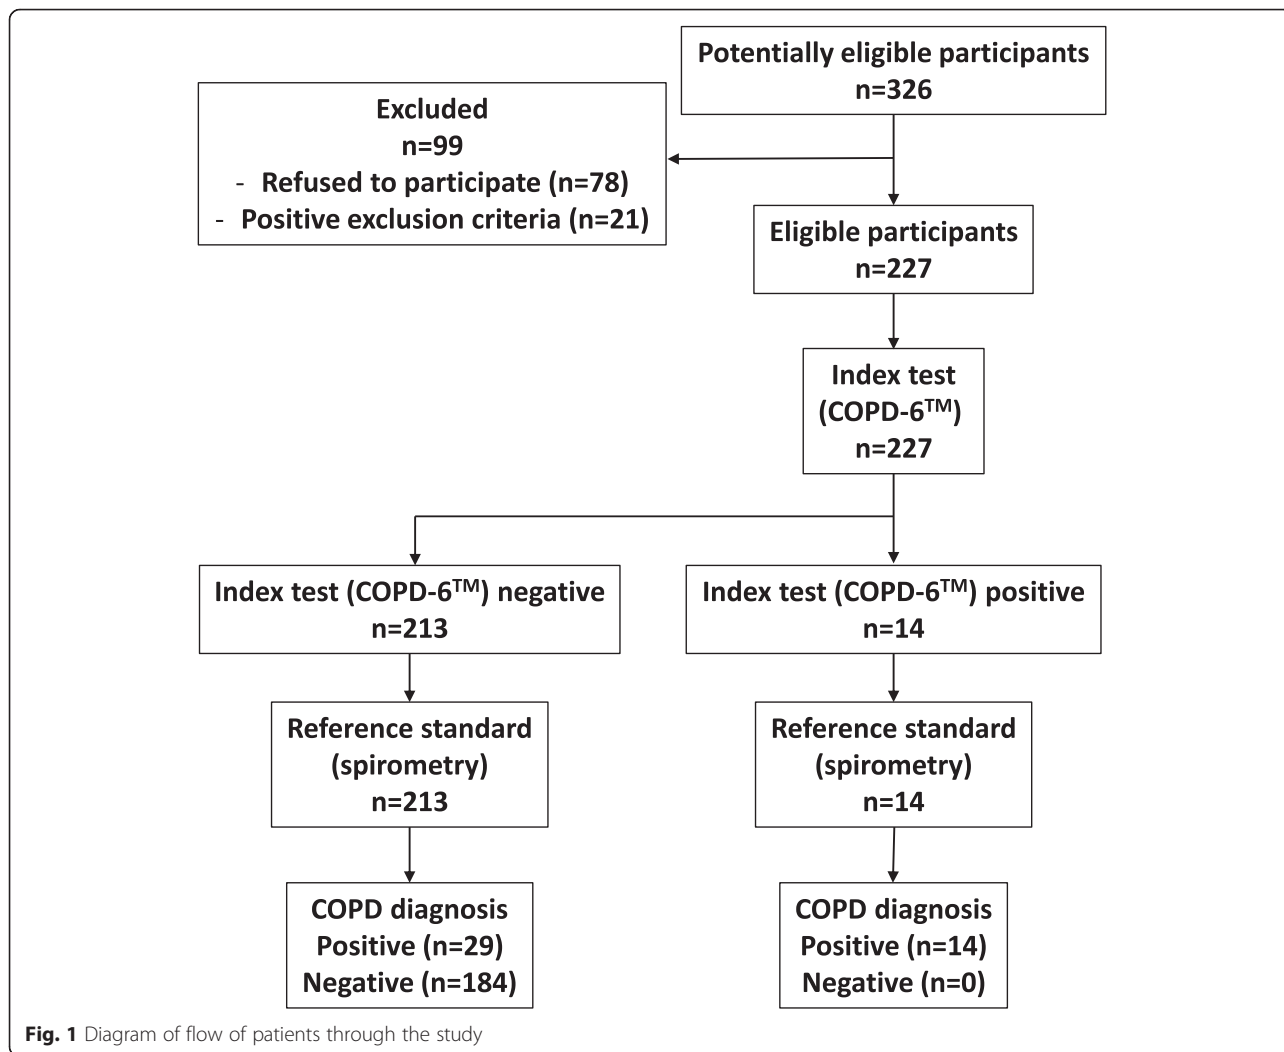 Potentially eligible participants
n=326
Excluded
n=99
- Refused to participate (n=78)
- Positive exclusion criteria (n=21)
Eligible participants
n=227
Index test
(COPD-6TM)
n=227
Index test (COPD-6TM) negative
n=213
Index test (COPD-6TM) positive
n=14
Reference standard
(spirometry)
n=213
Reference standard
(spirometry)
n=14
COPD diagnosis
Positive (n=29)
Negative (n=184)
COPD diagnosis
Positive (n=14)
Negative (n=0)
Fig. 1 Diagram of flow of patients through the study